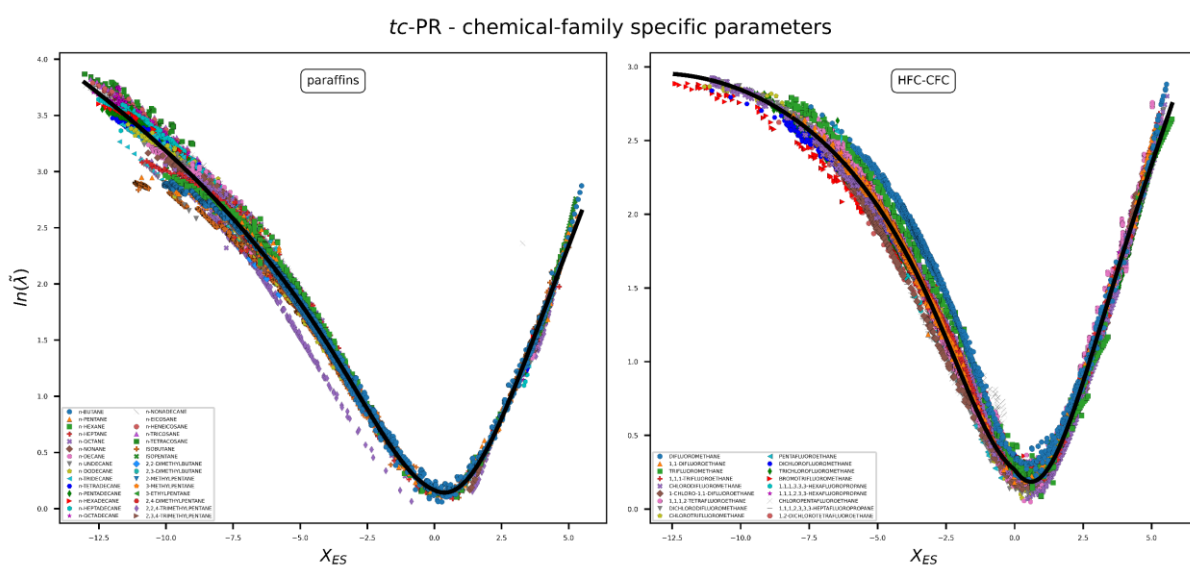 tc-PR - chemical-family specific parameters
paraffins
HFC-CFC
ln(λ̃)
4.0
3.5
3.0
2.5
2.0
1.5
1.0
0.5
0.0
−12.5 −10.0 −7.5 −5.0 −2.5 0.0 2.5 5.0
X_ES
n-BUTANE
n-PENTANE
n-HEXANE
n-HEPTANE
n-OCTANE
n-NONANE
n-DECANE
n-UNDECANE
n-DODECANE
n-TRIDECANE
n-TETRADECANE
n-PENTADECANE
n-HEXADECANE
n-HEPTADECANE
n-OCTADECANE
n-NONADECANE
n-EICOSANE
n-HENEICOSANE
n-TRICOSANE
n-TETRACOSANE
ISOBUTANE
ISOPENTANE
2,2-DIMETHYLBUTANE
2,3-DIMETHYLBUTANE
2-METHYLPENTANE
3-METHYLPENTANE
3-ETHYLPENTANE
2,4-DIMETHYLPENTANE
2,2,4-TRIMETHYLPENTANE
2,3,4-TRIMETHYLPENTANE
3.0
2.5
2.0
1.5
1.0
0.5
0.0
−12.5 −10.0 −7.5 −5.0 −2.5 0.0 2.5 5.0
X_ES
DIFLUOROMETHANE
1,1-DIFLUOROETHANE
TRIFLUOROMETHANE
1,1,1-TRIFLUOROETHANE
CHLORODIFLUOROMETHANE
1-CHLORO-1,1-DIFLUOROETHANE
1,1,1,2-TETRAFLUOROETHANE
DICHLORODIFLUOROMETHANE
CHLOROTRIFLUOROMETHANE
PENTAFLUOROETHANE
DICHLOROFLUOROMETHANE
TRICHLOROFLUOROMETHANE
BROMOTRIFLUOROMETHANE
1,1,1,2,3,3-HEXAFLUOROPROPANE
CHLOROPENTAFLUOROETHANE
1,1,1,2,3,3,3-HEPTAFLUOROPROPANE
1,2-DICHLOROTETRAFLUOROETHANE